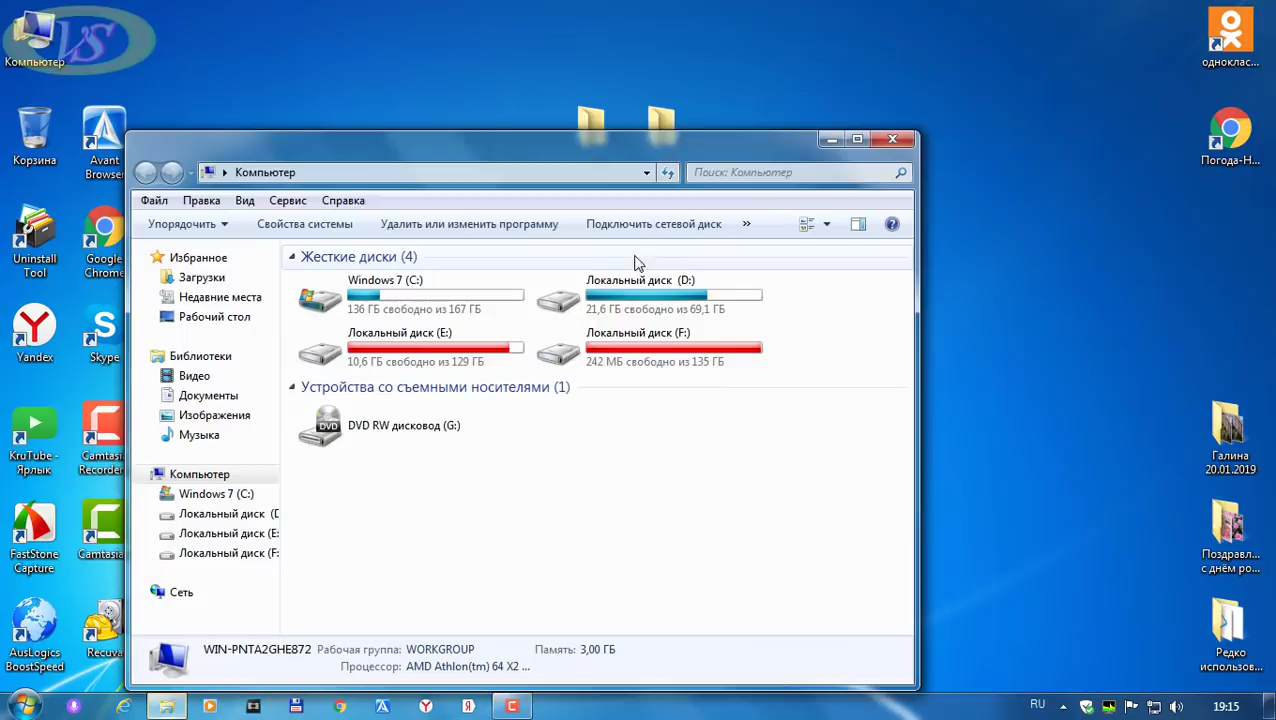 VS
Компьютер
Корзина
Avant
Browser
Uninstall
Tool
Google
Chrome
Yandex
Skype
KruTube -
Ярлык
Camtasia
Recorder
FastStone
Capture
Camtasia
AusLogics
BoostSpeed
Recuva
Компьютер
Поиск: Компьютер
Файл Правка Вид Сервис Справка
Упорядочить Свойства системы Удалить или изменить программу Подключить сетевой диск »
Избранное
Загрузки
Недавние места
Рабочий стол
Библиотеки
Видео
Документы
Изображения
Музыка
Компьютер
Windows 7 (C:)
Локальный диск (D
Локальный диск (E:
Локальный диск (F:
Сеть
Жесткие диски (4)
Windows 7 (C:)
136 ГБ свободно из 167 ГБ
Локальный диск (D:)
21,6 ГБ свободно из 69,1 ГБ
Локальный диск (E:)
10,6 ГБ свободно из 129 ГБ
Локальный диск (F:)
242 МБ свободно из 135 ГБ
Устройства со съемными носителями (1)
DVD
DVD RW дисковод (G:)
WIN-PNTA2GHE872 Рабочая группа: WORKGROUP Память: 3,00 ГБ
Процессор: AMD Athlon(tm) 64 X2 ...
однокла­с...
Погода-Н...
Галина
20.01.2019
Поздравл...
с днём ро...
Редко
использов...
RU
19:15